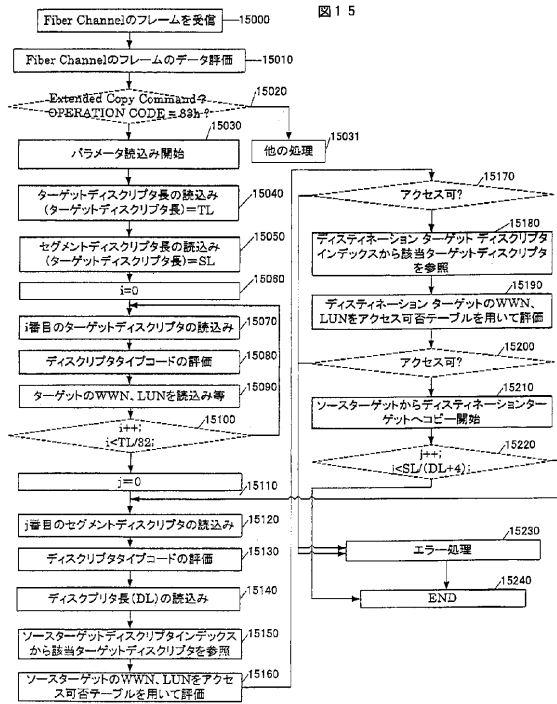 図15
Fiber Channelのフレームを受信
15000
Fiber Channelのフレームのデータ評価
15010
Extended Copy Command?
OPERATION CODE = 83h?
15020
15030
パラメータ読込み開始
他の処理
15031
ターゲットディスクリプタ長の読込み
(ターゲットディスクリプタ長)=TL
15040
セグメントディスクリプタ長の読込み
(ターゲットディスクリプタ長)=SL
15050
15060
i=0
i番目のターゲットディスクリプタの読込み
15070
ディスクリプタタイプコードの評価
15080
ターゲットのWWN、LUNを読込み等
15090
i++;
i<TL/32;
15100
j=0
15110
j番目のセグメントディスクリプタの読込み
15120
ディスクリプタタイプコードの評価
15130
ディスクプリタ長(DL)の読込み
15140
ソースターゲットディスクリプタインデックス
から該当ターゲットディスクリプタを参照
15150
ソースターゲットのWWN、LUNをアクセ
ス可否テーブルを用いて評価
15160
アクセス可?
15170
15180
ディスティネーション ターゲット ディスクリプタ
インデックスから該当ターゲットディスクリプタ
を参照
15190
ディスティネーション ターゲットのWWN、
LUNをアクセス可否テーブルを用いて評価
アクセス可?
15200
15210
ソースターゲットからディスティネーションター
ゲットへコピー開始
j++;
i<SL/(DL+4);
15220
15230
エラー処理
15240
END